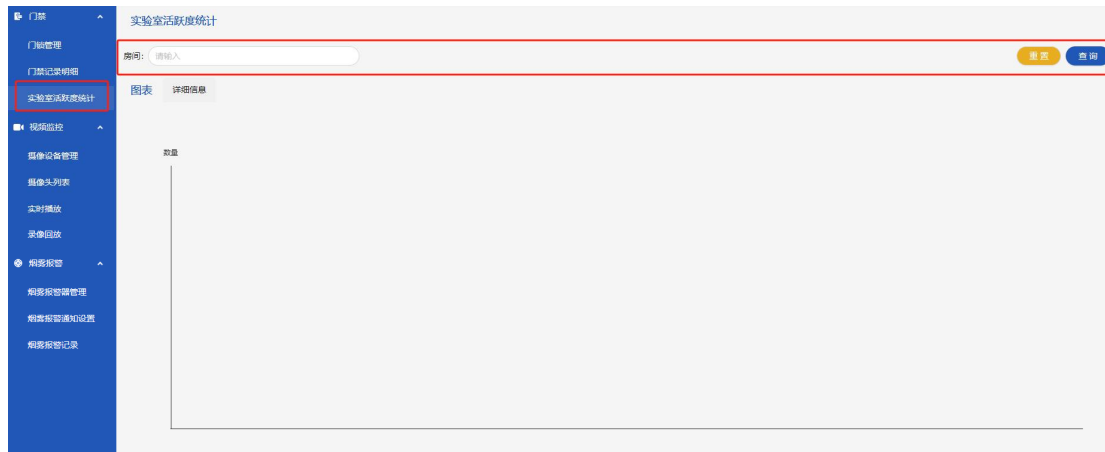 门禁
门锁管理
门禁记录明细
实验室活跃度统计
视频监控
摄像设备管理
摄像头列表
实时播放
录像回放
烟雾报警
烟雾报警器管理
烟雾报警通知设置
烟雾报警记录
实验室活跃度统计
房间: 请输入 重置 查询
图表 详细信息
数量